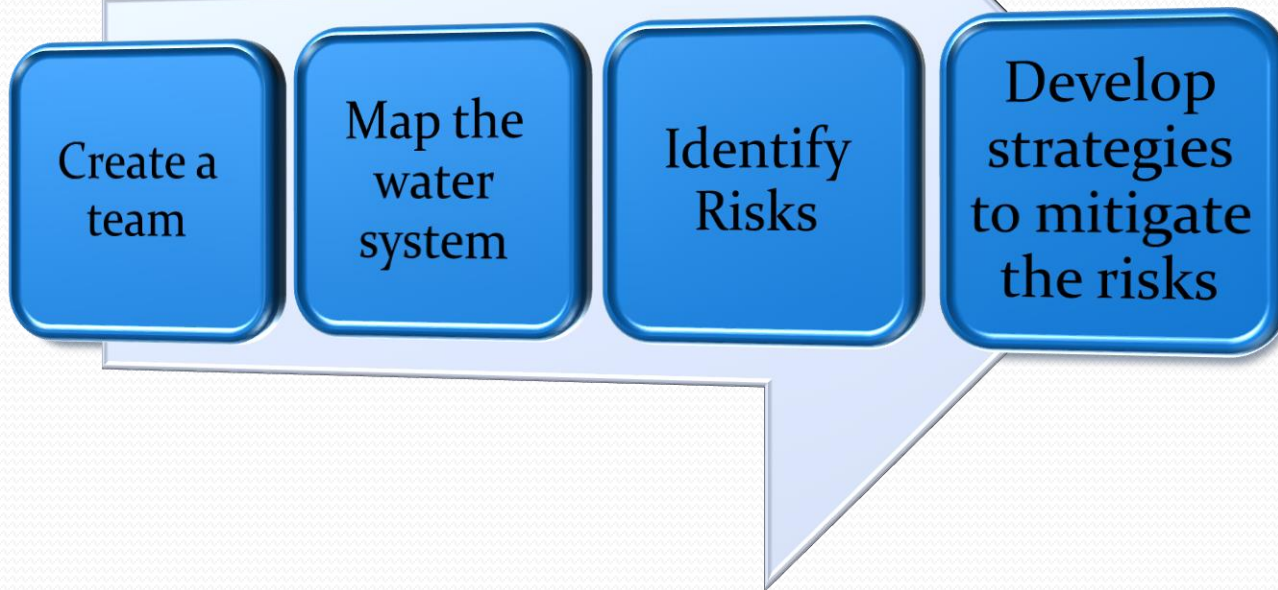 Create a
team
Map the
water
system
Identify
Risks
Develop
strategies
to mitigate
the risks